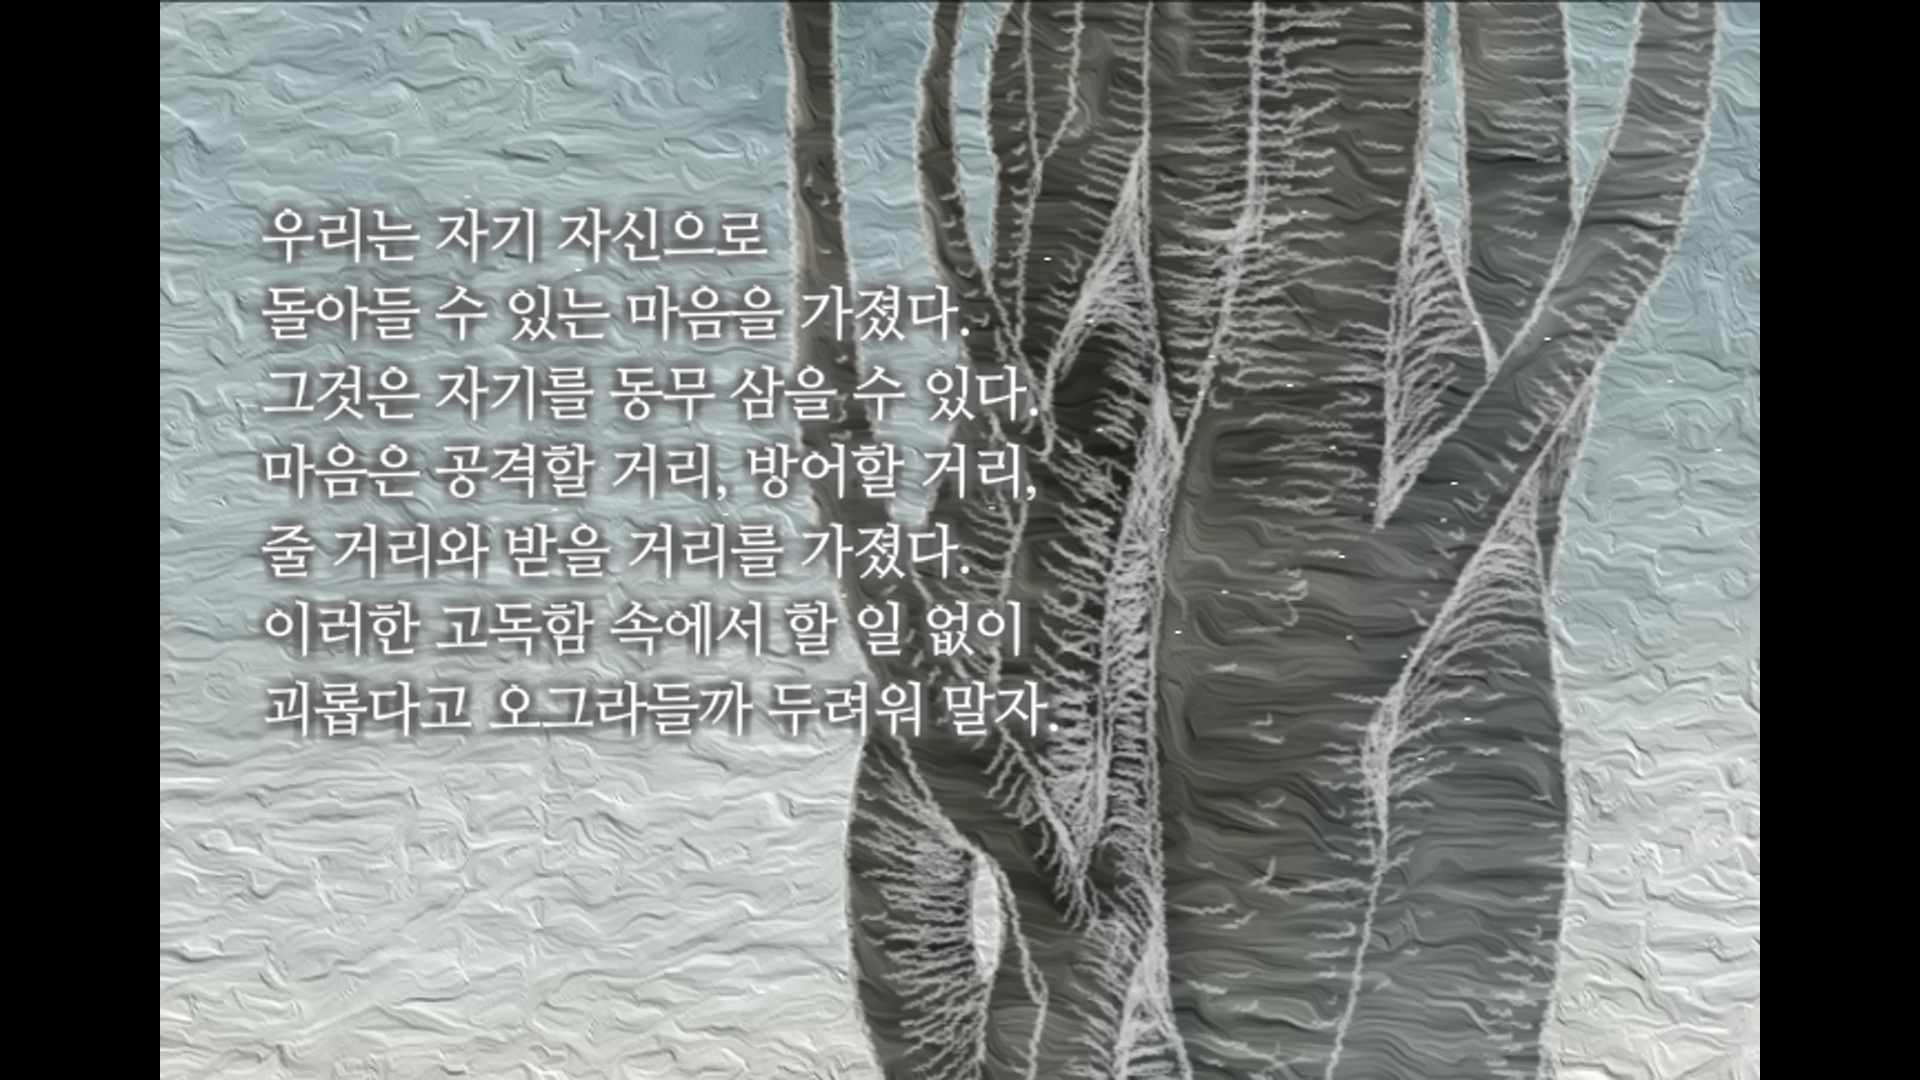 우리는 자기 자신으로
돌아들 수 있는 마음을 가졌다.
그것은 자기를 동무 삼을 수 있다.
마음은 공격할 거리, 방어할 거리,
줄 거리와 받을 거리를 가졌다.
이러한 고독함 속에서 할 일 없이
괴롭다고 오그라들까 두려워 말자.